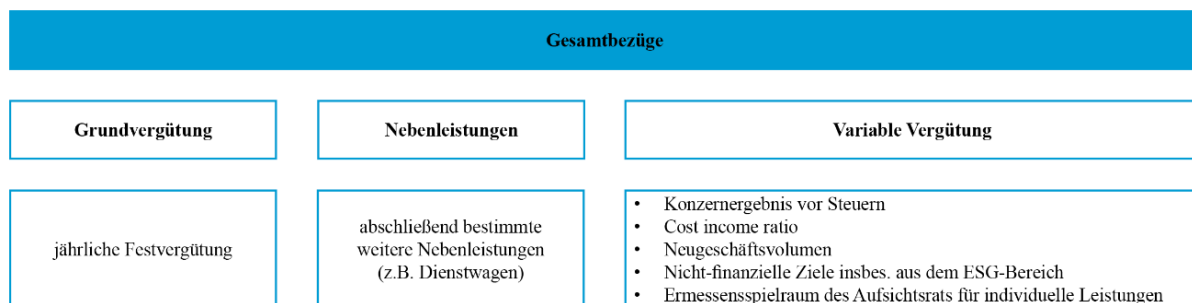 Gesamtbezüge
Grundvergütung
Nebenleistungen
Variable Vergütung
jährliche Festvergütung
abschließend bestimmte
weitere Nebenleistungen
(z.B. Dienstwagen)
• Konzernergebnis vor Steuern
• Cost income ratio
• Neugeschäftsvolumen
• Nicht-finanzielle Ziele insbes. aus dem ESG-Bereich
• Ermessensspielraum des Aufsichtsrats für individuelle Leistungen